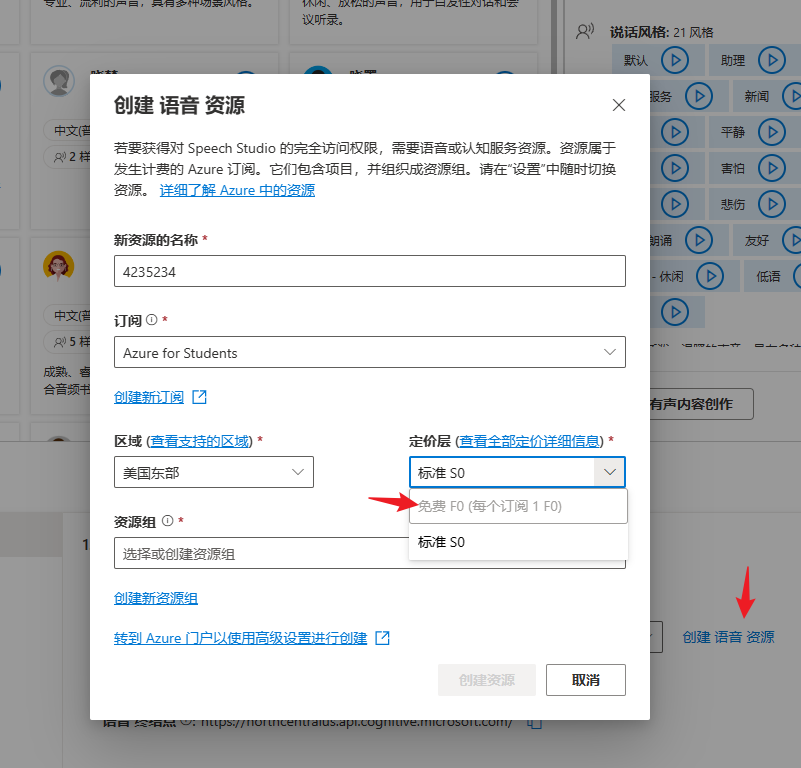 专业、流利的声音，具有多种场景风格。
休闲、放松的声音，用于自发性对话和会
议听录。
说话风格: 21 风格
默认
助理
服务
新闻
平静
害怕
悲伤
朗诵
友好
- 休闲
低语
中文(普
2 样
中文(普
5 样
成熟、睿
合音频书
有声内容创作
创建 语音 资源
若要获得对 Speech Studio 的完全访问权限，需要语音或认知服务资源。资源属于
发生计费的 Azure 订阅。它们包含项目，并组织成资源组。请在“设置”中随时切换
资源。 详细了解 Azure 中的资源
新资源的名称 *
4235234
订阅 *
Azure for Students
创建新订阅
区域 (查看支持的区域) *
美国东部
定价层 (查看全部定价详细信息) *
标准 S0
免费 F0 (每个订阅 1 F0)
标准 S0
资源组 *
选择或创建资源组
创建新资源组
转到 Azure 门户以使用高级设置进行创建
创建资源
取消
1
创建 语音 资源
语音 终结点 : https://northcentralus.api.cognitive.microsoft.com/